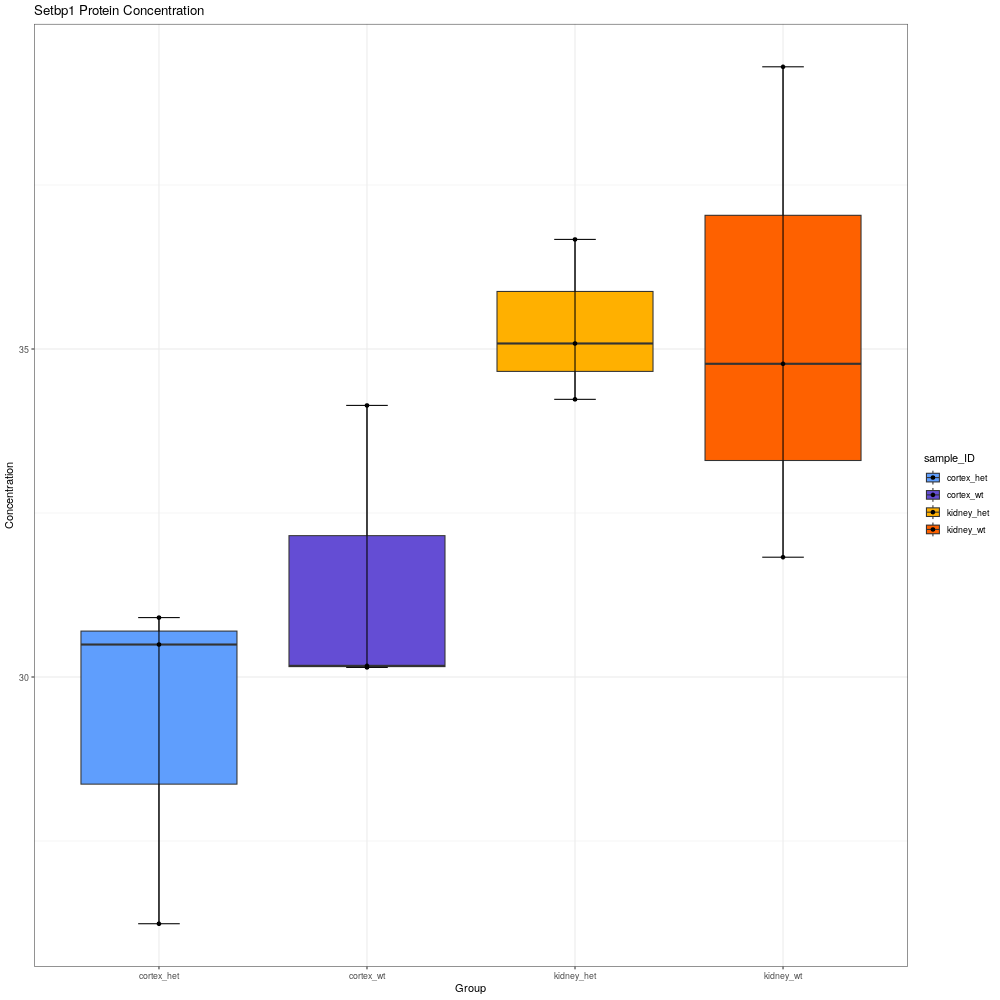 Setbp1 Protein Concentration
35
30
Concentration
cortex_het
cortex_wt
kidney_het
kidney_wt
Group
sample_ID
cortex_het
cortex_wt
kidney_het
kidney_wt